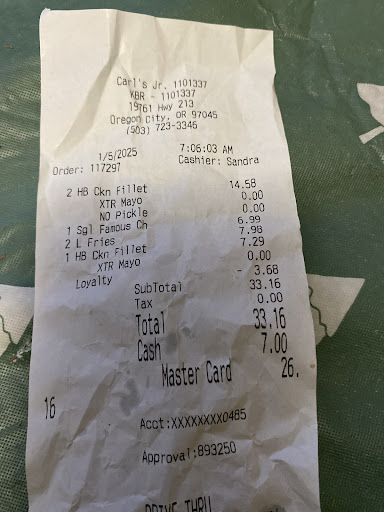 Carl's Jr. 1101337
XBR - 1101337
19761 Hwy 213
Oregon City, OR 97045
(503) 723-3346
1/5/2025 7:06:03 AM
Order: 117297 Cashier: Sandra
2 HB Ckn Fillet 14.58
XTR Mayo 0.00
NO Pickle 0.00
1 Sgl Famous Ch 6.99
2 L Fries 7.98
1 HB Ckn Fillet 7.29
XTR Mayo 0.00
Loyalty - 3.68
SubTotal 33.16
Tax 0.00
Total 33.16
Cash 7.00
Master Card 26.
16
Acct:XXXXXXXX0485
Approval:893250
DRIVE THRU